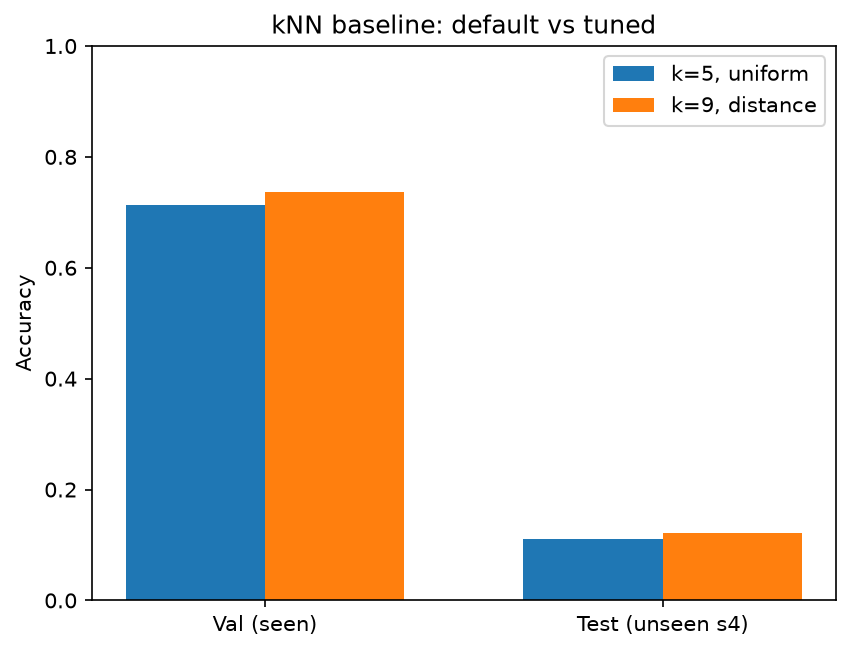 kNN baseline: default vs tuned
k=5, uniform
k=9, distance
Accuracy
1.0
0.8
0.6
0.4
0.2
0.0
Val (seen)
Test (unseen s4)